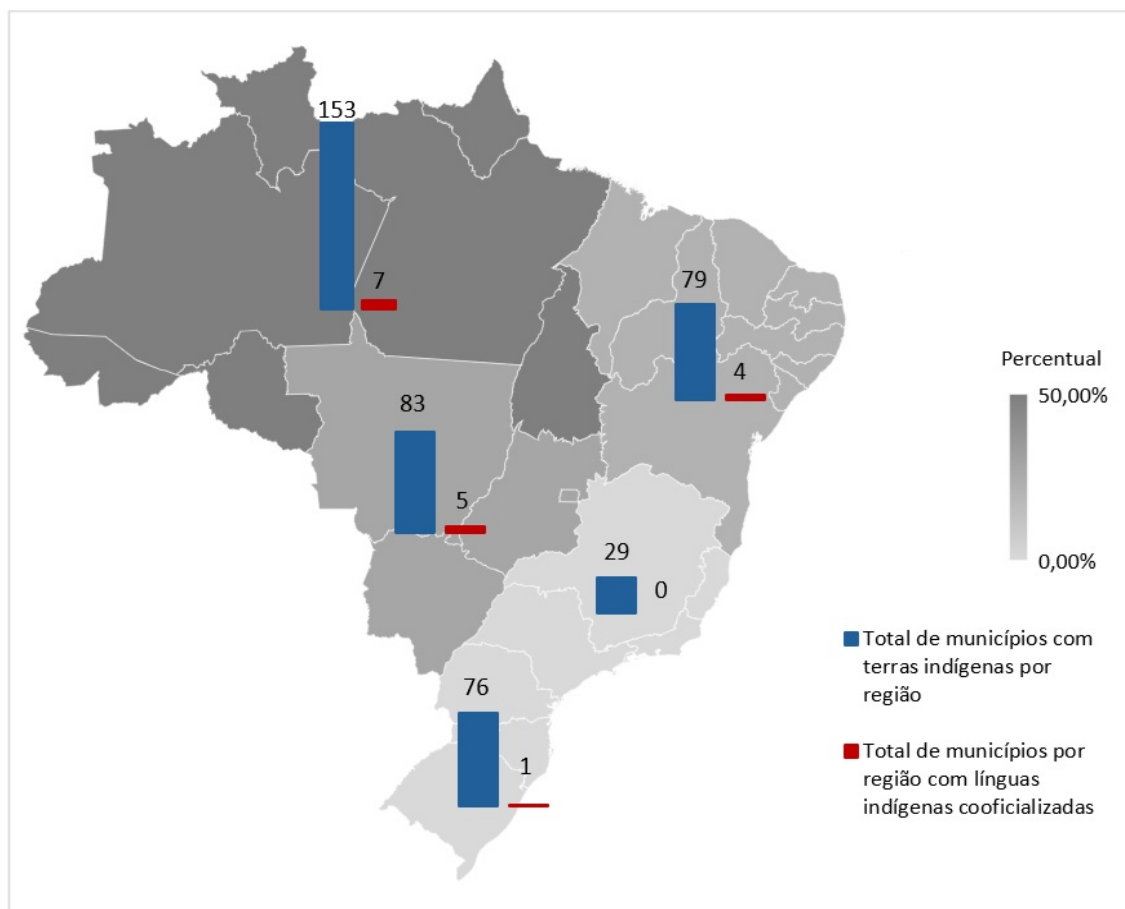 153
7
79
4
83
5
29
0
76
1
Percentual
50,00%
0,00%
Total de municípios com
terras indígenas por
região
Total de municípios por
região com línguas
indígenas cooficializadas